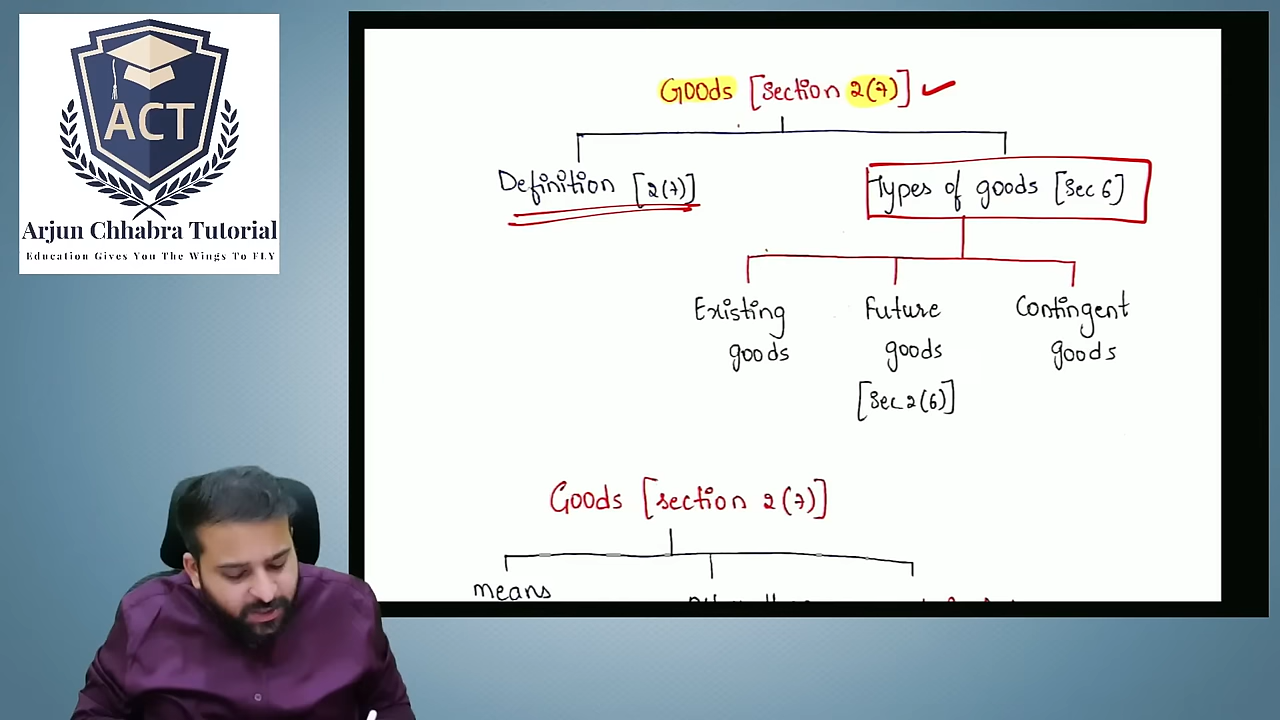 ACT
Arjun Chhabra Tutorial
Education Gives You The Wings To FLY
Goods [section 2(7)]
Definition [2(7)]
Types of goods [sec 6]
Existing goods
Future goods
[sec 2(6)]
Contingent goods
Goods [section 2(7)]
means